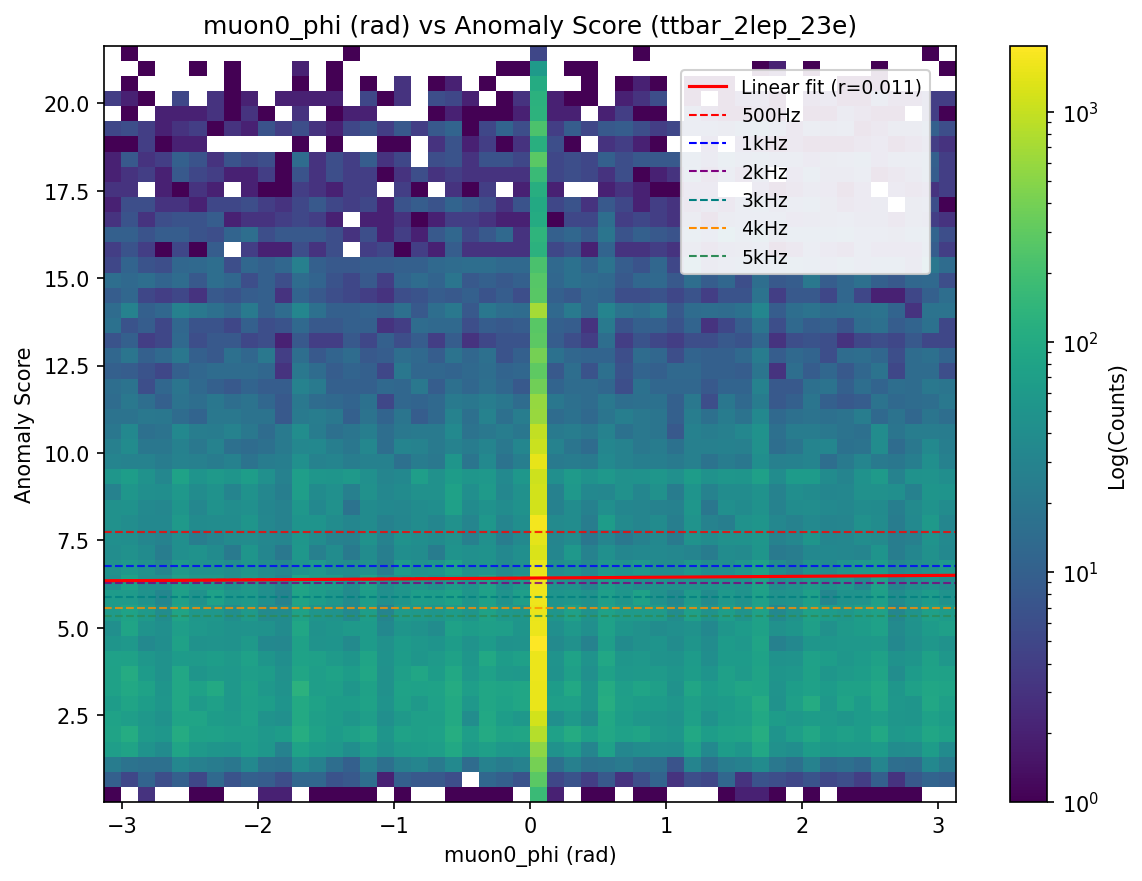 muon0_phi (rad) vs Anomaly Score (ttbar_2lep_23e)
Linear fit (r=0.011)
500Hz
1kHz
2kHz
3kHz
4kHz
5kHz
Anomaly Score
20.0
17.5
15.0
12.5
10.0
7.5
5.0
2.5
−3
−2
−1
0
1
2
3
muon0_phi (rad)
10³
10²
10¹
10⁰
Log(Counts)